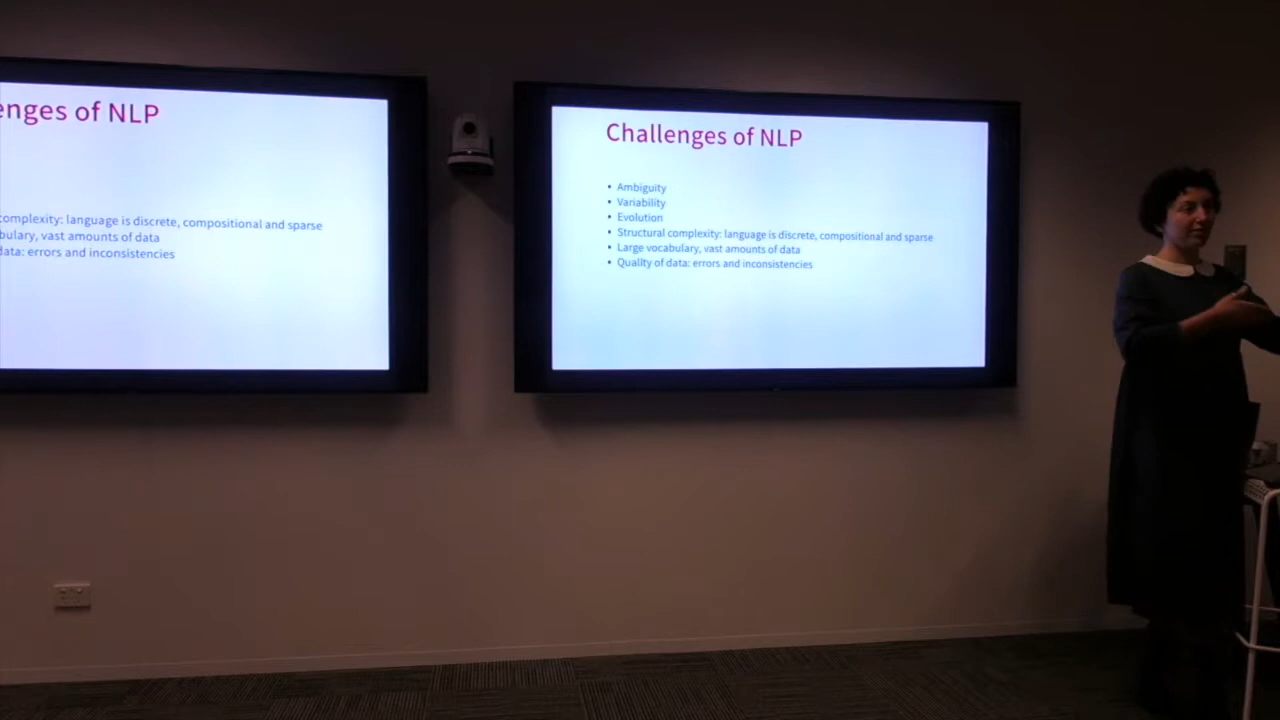 enges of NLP
complexity: language is discrete, compositional and sparse
bulary, vast amounts of data
data: errors and inconsistencies
Challenges of NLP
• Ambiguity
• Variability
• Evolution
• Structural complexity: language is discrete, compositional and sparse
• Large vocabulary, vast amounts of data
• Quality of data: errors and inconsistencies